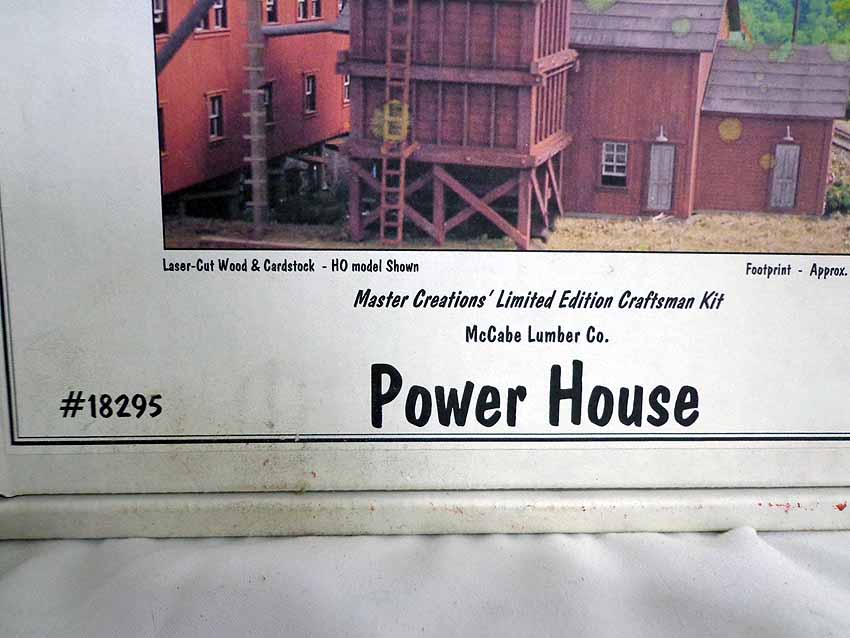 Laser-Cut Wood & Cardstock - HO model Shown
Footprint - Approx.
Master Creations' Limited Edition Craftsman Kit
McCabe Lumber Co.
#18295
Power House